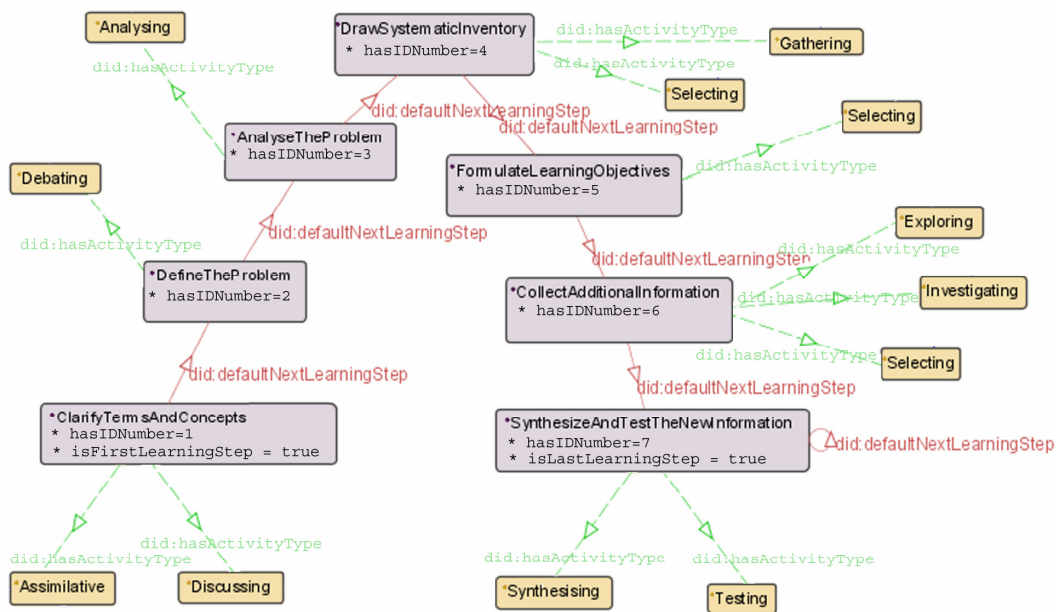 *Analysing
did:hasActivityType
*DrawSystematicInventory
* hasIDNumber=4
did:hasActivityType
*Gathering
did:hasActivityType
*Selecting
did:defaultNextLearningStep
did:defaultNextLearningStep
*AnalyseTheProblem
* hasIDNumber=3
*Selecting
did:hasActivityType
*FormulateLearningObjectives
* hasIDNumber=5
*Debating
did:hasActivityType
did:defaultNextLearningStep
*DefineTheProblem
* hasIDNumber=2
*Exploring
did:hasActivityType
did:defaultNextLearningStep
*CollectAdditionalInformation
* hasIDNumber=6
did:hasActivityType
*Investigating
did:hasActivityType
*Selecting
did:defaultNextLearningStep
did:defaultNextLearningStep
*ClarifyTermsAndConcepts
* hasIDNumber=1
* isFirstLearningStep = true
*SynthesizeAndTestTheNewInformation
* hasIDNumber=7
* isLastLearningStep = true
did:defaultNextLearningStep
did:hasActivityType
did:hasActivityType
*Assimilative
*Discussing
did:hasActivityType
did:hasActivityType
*Synthesising
*Testing